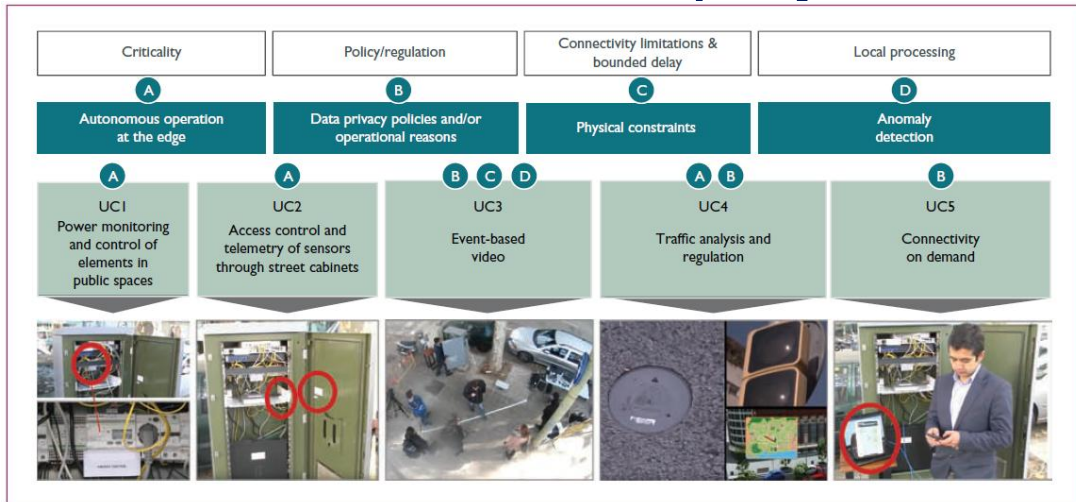 Criticality
Policy/regulation
Connectivity limitations &
bounded delay
Local processing
A
B
C
D
Autonomous operation
at the edge
Data privacy policies and/or
operational reasons
Physical constraints
Anomaly
detection
A
A
B C D
A B
B
UC1
Power monitoring
and control of
elements in
public spaces
UC2
Access control and
telemetry of sensors
through street cabinets
UC3
Event-based
video
UC4
Traffic analysis and
regulation
UC5
Connectivity
on demand